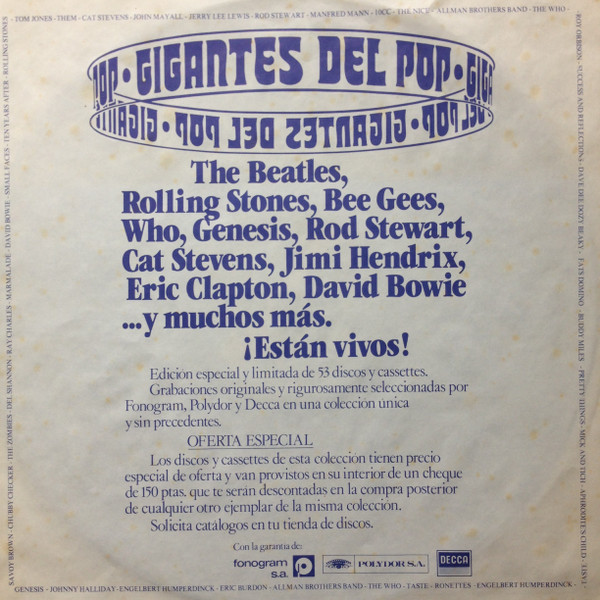 TOM JONES - THEM - CAT STEVENS - JOHN MAYALL - JERRY LEE LEWIS - ROD STEWART - MANFRED MANN - 10CC - THE NICE - ALLMAN BROTHERS BAND - THE WHO -
ROY ORBISON - SUCCESS AND REFLECTIONS - DAVE DEE DOZY BEAKY - FATS DOMINO - BUDDY MILES - PRETTY THINGS - MICK AND TICH - APHRODITE'S CHILD -
POP • GIGANTES DEL POP • GIGA
GIGANTES DEL POP •
The Beatles,
Rolling Stones, Bee Gees,
Who, Genesis, Rod Stewart,
Cat Stevens, Jimi Hendrix,
Eric Clapton, David Bowie
...y muchos más.
¡Están vivos!
Edición especial y limitada de 53 discos y cassettes.
Grabaciones originales y rigurosamente seleccionadas por
Fonogram, Polydor y Decca en una colección única
y sin precedentes.
OFERTA ESPECIAL
Los discos y cassettes de esta colección tienen precio
especial de oferta y van provistos en su interior de un cheque
de 150 ptas. que te serán descontadas en la compra posterior
de cualquier otro ejemplar de la misma colección.
Solicita catálogos en tu tienda de discos.
Con la garantía de:
fonogram
s.a.
POLYDOR S.A.
DECCA
SAVOY BROWN - CHUBBY CHECKER - THE ZOMBIES - DEL SHANNON - RAY CHARLES - MARMALADE - DAVID BOWIE - SMALL FACES - TEN YEARS AFTER - ROLLING STONES
GENESIS - JOHNNY HALLIDAY - ENGELBERT HUMPERDINCK - ERIC BURDON - ALLMAN BROTHERS BAND - THE WHO - TASTE - RONETTES - ENGELBERT HUMPERDINCK -